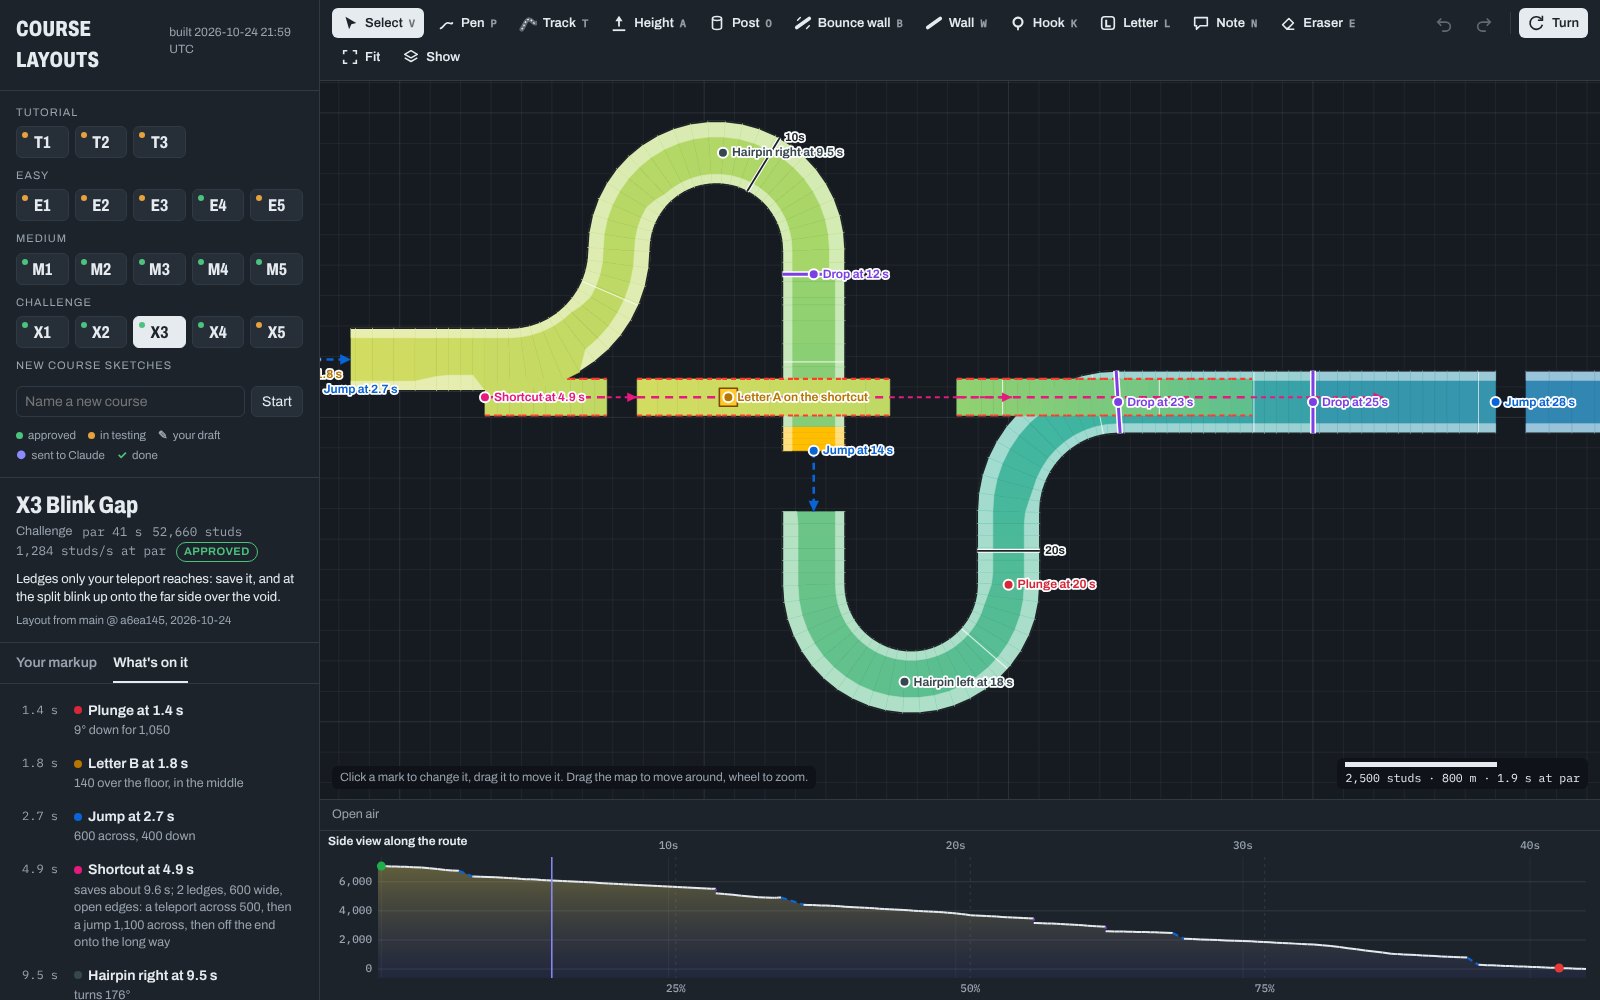 COURSE LAYOUTS
built 2026-10-24 21:59 UTC
Select V
Pen P
Track T
Height A
Post O
Bounce wall B
Wall W
Hook K
Letter L
Note N
Eraser E
Turn
Fit
Show
TUTORIAL
T1 T2 T3
EASY
E1 E2 E3 E4 E5
MEDIUM
M1 M2 M3 M4 M5
CHALLENGE
X1 X2 X3 X4 X5
NEW COURSE SKETCHES
Name a new course
Start
approved
in testing
your draft
sent to Claude
done
X3 Blink Gap
Challenge par 41 s 52,660 studs
1,284 studs/s at par APPROVED
Ledges only your teleport reaches: save it, and at
the split blink up onto the far side over the void.
Layout from main @ a6ea145, 2026-10-24
Your markup
What's on it
1.4 s Plunge at 1.4 s
9° down for 1,050
1.8 s Letter B at 1.8 s
140 over the floor, in the middle
2.7 s Jump at 2.7 s
600 across, 400 down
4.9 s Shortcut at 4.9 s
saves about 9.6 s; 2 ledges, 600 wide,
open edges: a teleport across 500, then
a jump 1,100 across, then off the end
onto the long way
9.5 s Hairpin right at 9.5 s
turns 176°
10s
Hairpin right at 9.5 s
Drop at 12 s
.8 s
Jump at 2.7 s
Shortcut at 4.9 s
Letter A on the shortcut
Drop at 23 s
Drop at 25 s
Jump at 28 s
Jump at 14 s
20s
Plunge at 20 s
Hairpin left at 18 s
Click a mark to change it, drag it to move it. Drag the map to move around, wheel to zoom.
2,500 studs · 800 m · 1.9 s at par
Open air
Side view along the route
10s 20s 30s 40s
6,000
4,000
2,000
0
25% 50% 75%